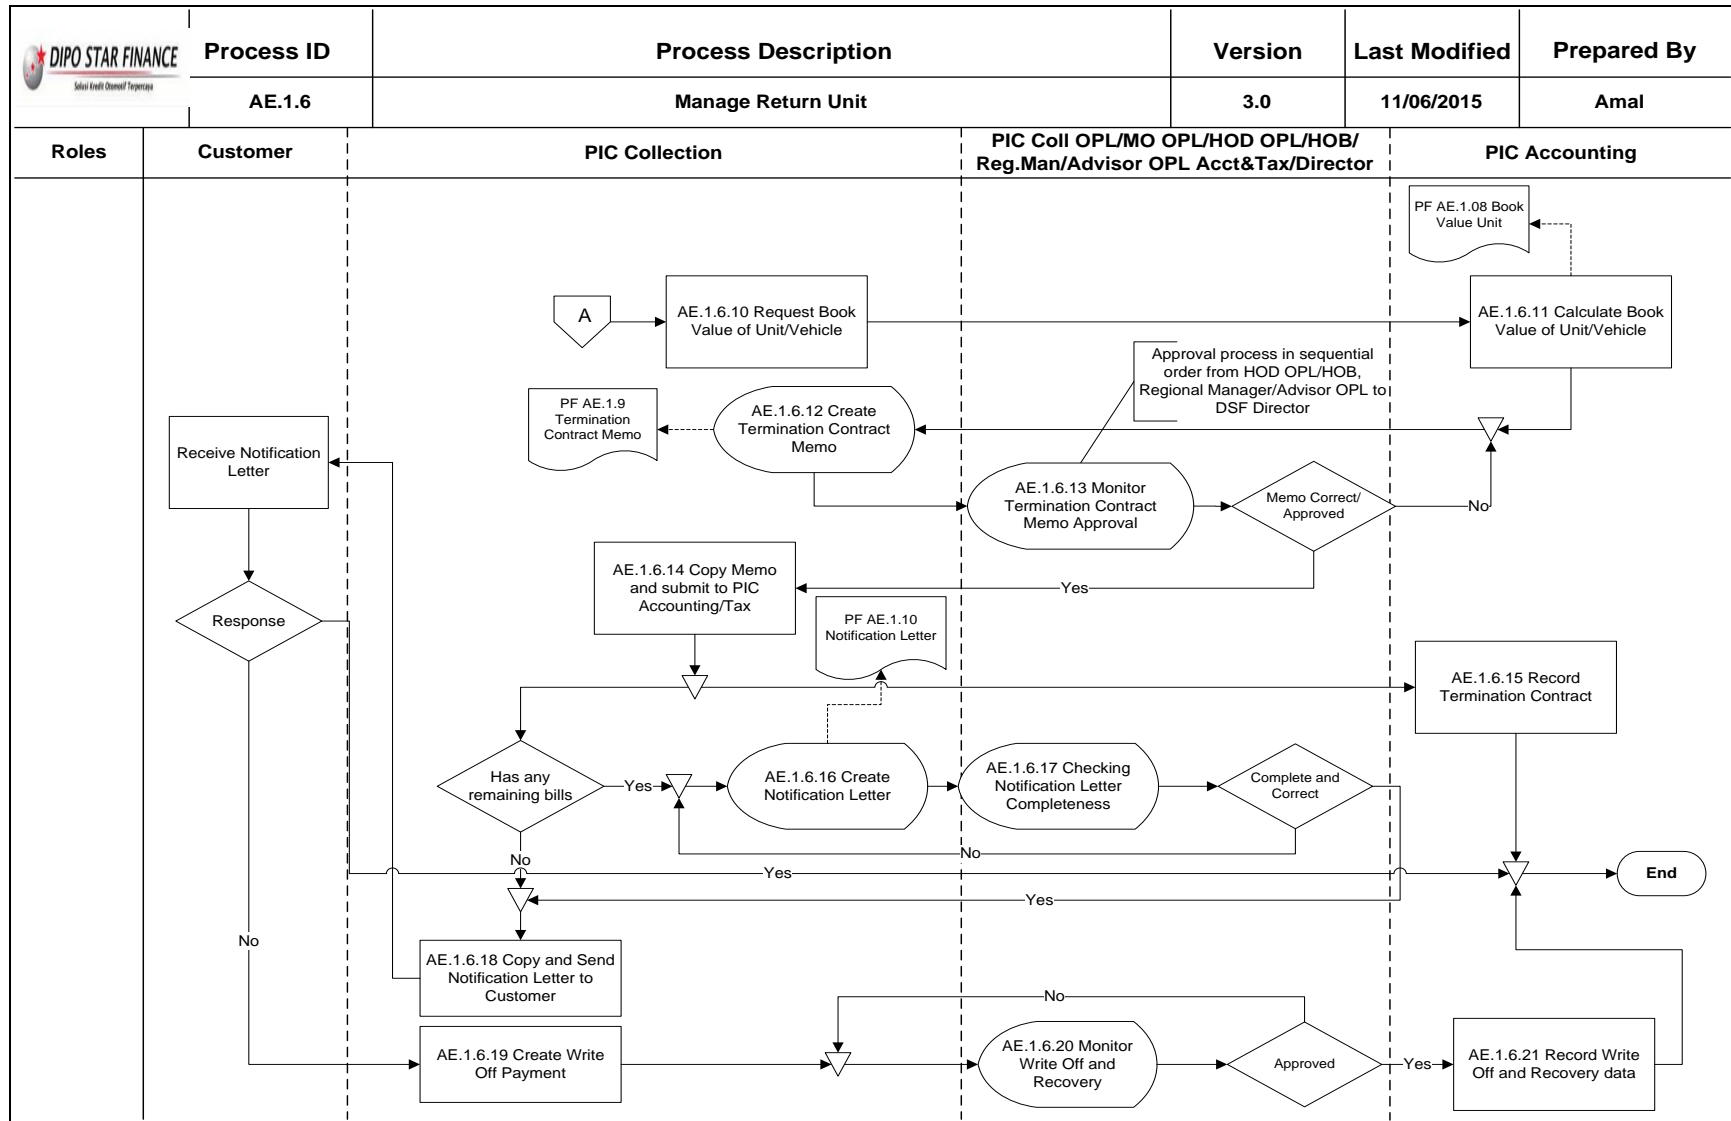 DIPO STAR FINANCE
Solusi Kredit Otomotif Terpercaya
Process ID
Process Description
Version
Last Modified
Prepared By
AE.1.6
Manage Return Unit
3.0
11/06/2015
Amal
Roles
Customer
PIC Collection
PIC Coll OPL/MO OPL/HOD OPL/HOB/
Reg.Man/Advisor OPL Acct&Tax/Director
PIC Accounting
PF AE.1.08 Book
Value Unit
A
AE.1.6.10 Request Book
Value of Unit/Vehicle
AE.1.6.11 Calculate Book
Value of Unit/Vehicle
Approval process in sequential
order from HOD OPL/HOB,
Regional Manager/Advisor OPL to
DSF Director
PF AE.1.9
Termination
Contract Memo
AE.1.6.12 Create
Termination Contract
Memo
Receive Notification
Letter
AE.1.6.13 Monitor
Termination Contract
Memo Approval
Memo Correct/
Approved
No
AE.1.6.14 Copy Memo
and submit to PIC
Accounting/Tax
Yes
Response
PF AE.1.10
Notification Letter
AE.1.6.15 Record
Termination Contract
Has any
remaining bills
Yes
AE.1.6.16 Create
Notification Letter
AE.1.6.17 Checking
Notification Letter
Completeness
Complete and
Correct
No
No
Yes
End
Yes
No
AE.1.6.18 Copy and Send
Notification Letter to
Customer
No
AE.1.6.19 Create Write
Off Payment
AE.1.6.20 Monitor
Write Off and
Recovery
Approved
Yes
AE.1.6.21 Record Write
Off and Recovery data